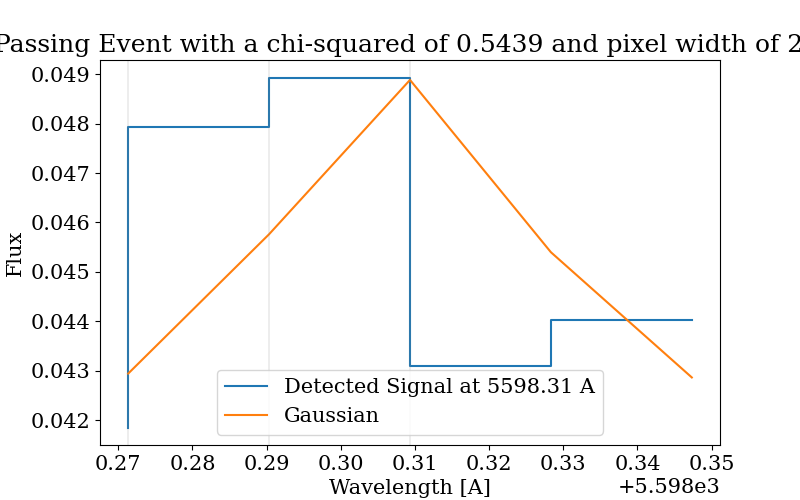 Passing Event with a chi-squared of 0.5439 and pixel width of 2
0.049
0.048
0.047
0.046
0.045
0.044
0.043
0.042
Flux
Detected Signal at 5598.31 A
Gaussian
0.27 0.28 0.29 0.30 0.31 0.32 0.33 0.34 0.35
Wavelength [A]
+5.598e3